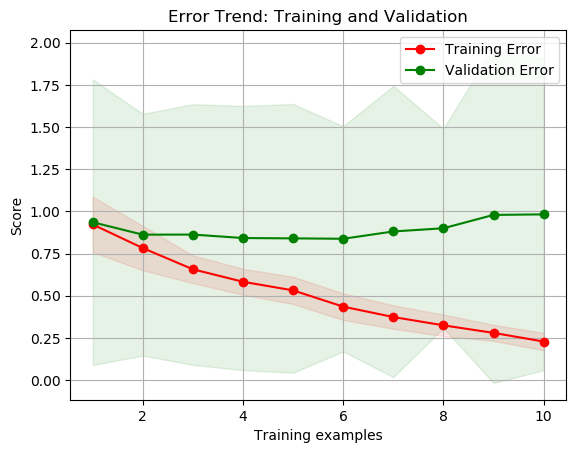 Error Trend: Training and Validation
Training Error
Validation Error
Score
2.00
1.75
1.50
1.25
1.00
0.75
0.50
0.25
0.00
2
4
6
8
10
Training examples